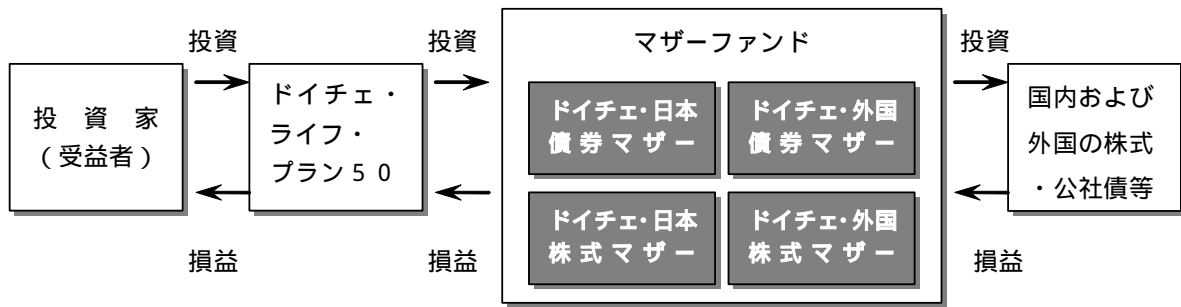 投資
投資
マザーファンド
投資
投　資　家
（受益者）
ドイチェ・
ライフ・
プラン５０
ドイチェ・日本
債券マザー
ドイチェ・外国
債券マザー
ドイチェ・日本
株式マザー
ドイチェ・外国
株式マザー
国内および
外国の株式
・公社債等
損益
損益
損益